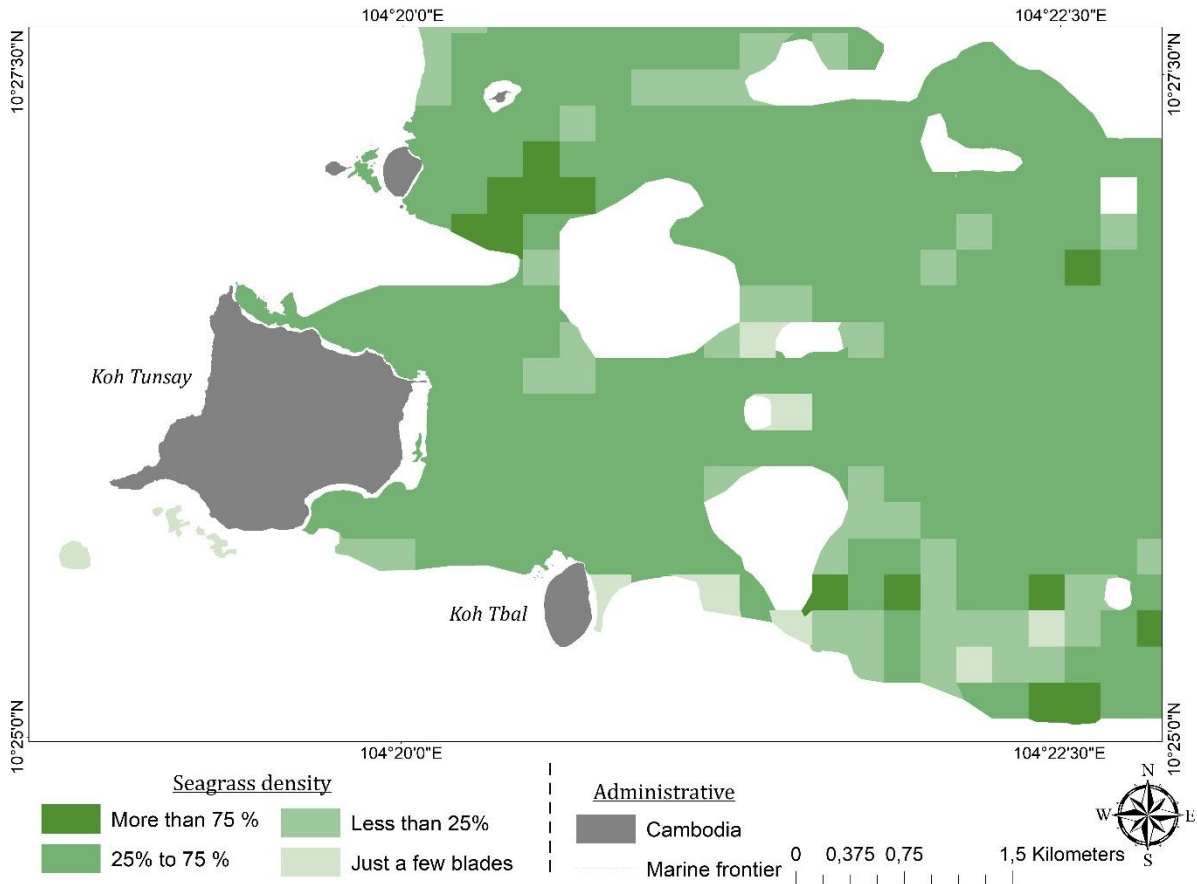 104°20'0"E
104°22'30"E
10°27'30"N
10°27'30"N
Koh Tunsay
Koh Tbal
10°25'0"N
10°25'0"N
104°20'0"E
104°22'30"E
Seagrass density
More than 75 %
25% to 75 %
Less than 25%
Just a few blades
Administrative
Cambodia
Marine frontier
N
W
E
S
0 0,375 0,75 1,5 Kilometers